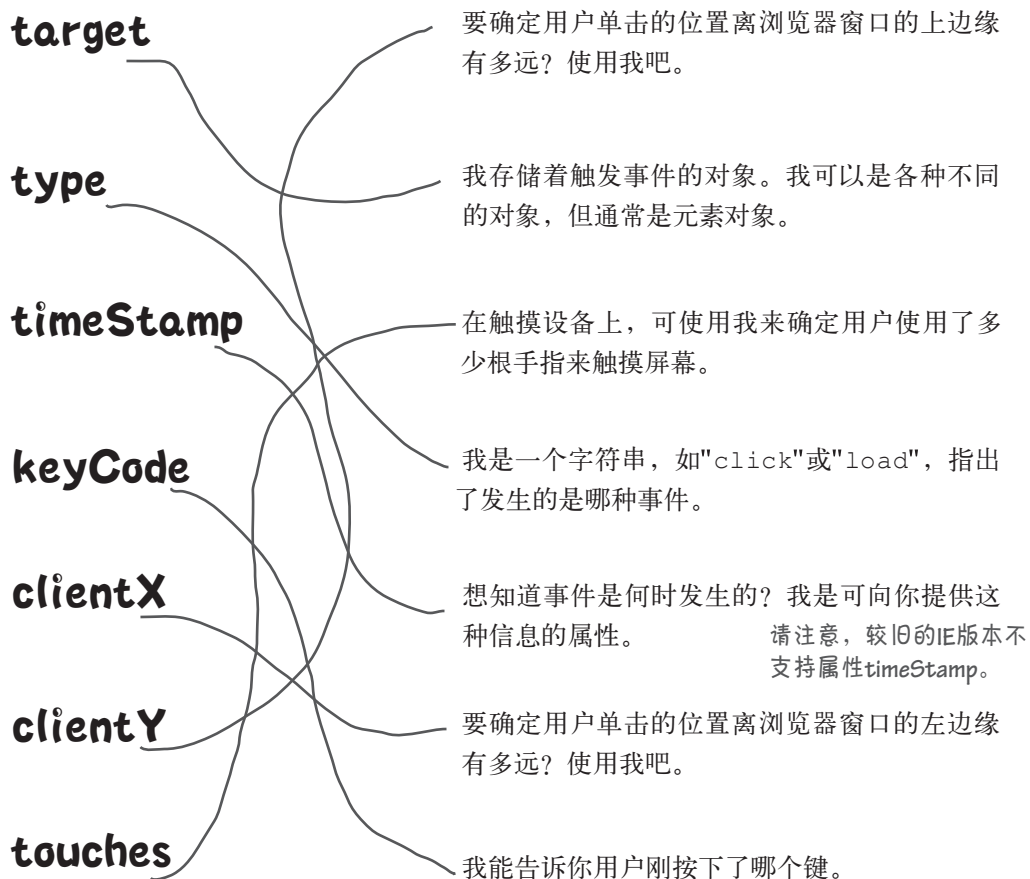 target
要确定用户单击的位置离浏览器窗口的上边缘
有多远？使用我吧。
type
我存储着触发事件的对象。我可以是各种不同
的对象，但通常是元素对象。
timeStamp
在触摸设备上，可使用我来确定用户使用了多
少根手指来触摸屏幕。
keyCode
我是一个字符串，如"click"或"load"，指出
了发生的是哪种事件。
clientX
想知道事件是何时发生的？我是可向你提供这
种信息的属性。
请注意，较旧的IE版本不
支持属性timeStamp。
clientY
要确定用户单击的位置离浏览器窗口的左边缘
有多远？使用我吧。
touches
我能告诉你用户刚按下了哪个键。